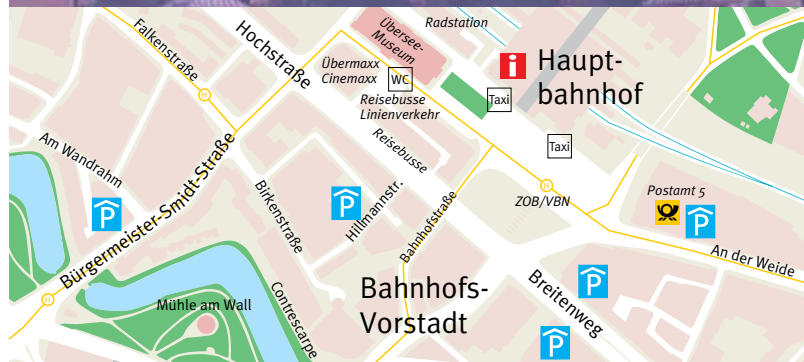 Radstation
Falkenstraße
Hochstraße
Übersee-
Museum
Übermaxx
Cinemaxx
WC
i
Haupt-
bahnhof
Taxi
Reisebusse
Linienverkehr
Reisebusse
Taxi
H
Am Wandrahm
Bürgermeister-Smidt-Straße
Birkenstraße
Hillmannstr.
Bahnhofstraße
H
ZOB/VBN
Postamt 5
P
P
P
An der Weide
H
Mühle am Wall
Contrescarpe
Bahnhofs-
Vorstadt
Breitenweg
P
P